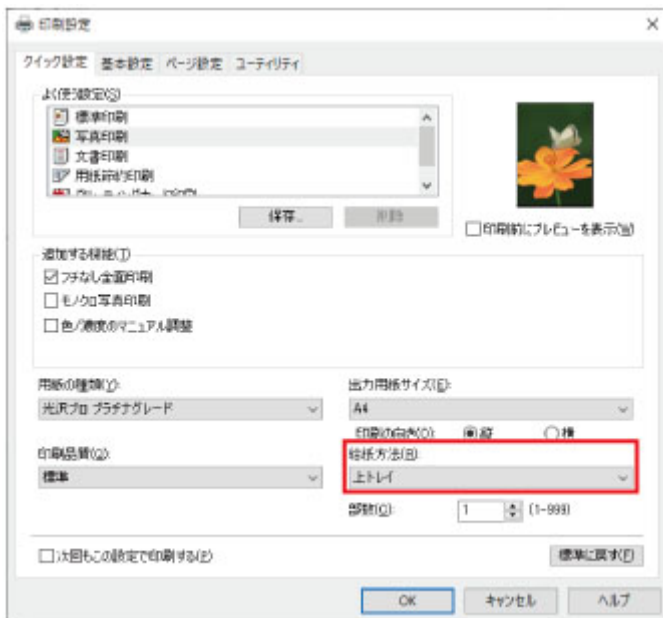 印刷設定
クイック設定 基本設定 ページ設定 ユーティリティ
よく使う設定(S)
標準印刷
写真印刷
文書印刷
用紙節約印刷
保存...
削除
印刷前にプレビューを表示(W)
追加する機能(T)
フチなし全面印刷
モノクロ写真印刷
色/濃度のマニュアル調整
用紙の種類(Y):
光沢プロ プラチナグレード
出力用紙サイズ(E):
A4
印刷の向き(O): 縦 横
印刷品質(Q):
標準
給紙方法(R):
上トレイ
部数(C): 1 (1-999)
次回もこの設定で印刷する(P)
標準に戻す(F)
OK キャンセル ヘルプ